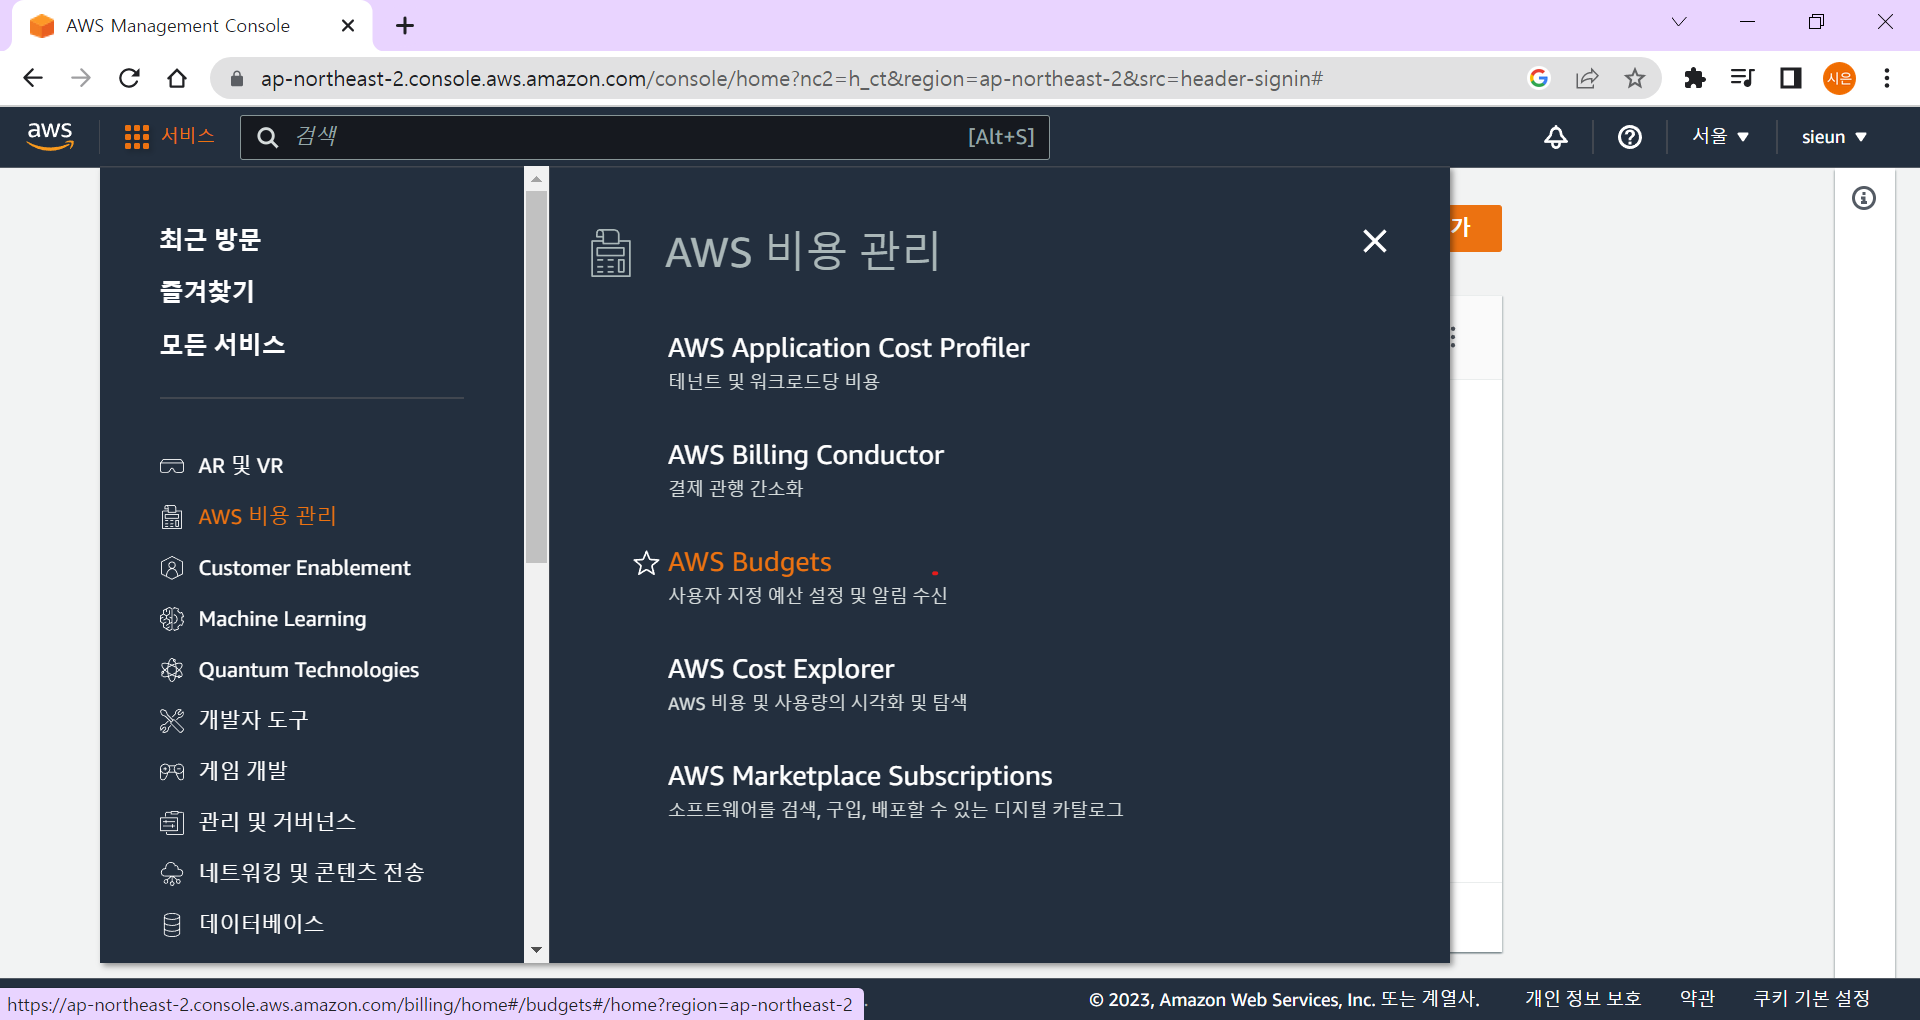 AWS Management Console
ap-northeast-2.console.aws.amazon.com/console/home?nc2=h_ct&region=ap-northeast-2&src=header-signin#
시은
aws
서비스
검색
[Alt+S]
서울
sieun
최근 방문
즐겨찾기
모든 서비스
AR 및 VR
AWS 비용 관리
Customer Enablement
Machine Learning
Quantum Technologies
개발자 도구
게임 개발
관리 및 거버넌스
네트워킹 및 콘텐츠 전송
데이터베이스
AWS 비용 관리
AWS Application Cost Profiler
테넌트 및 워크로드당 비용
AWS Billing Conductor
결제 관행 간소화
AWS Budgets
사용자 지정 예산 설정 및 알림 수신
AWS Cost Explorer
AWS 비용 및 사용량의 시각화 및 탐색
AWS Marketplace Subscriptions
소프트웨어를 검색, 구입, 배포할 수 있는 디지털 카탈로그
가
https://ap-northeast-2.console.aws.amazon.com/billing/home#/budgets#/home?region=ap-northeast-2
© 2023, Amazon Web Services, Inc. 또는 계열사.
개인 정보 보호
약관
쿠키 기본 설정